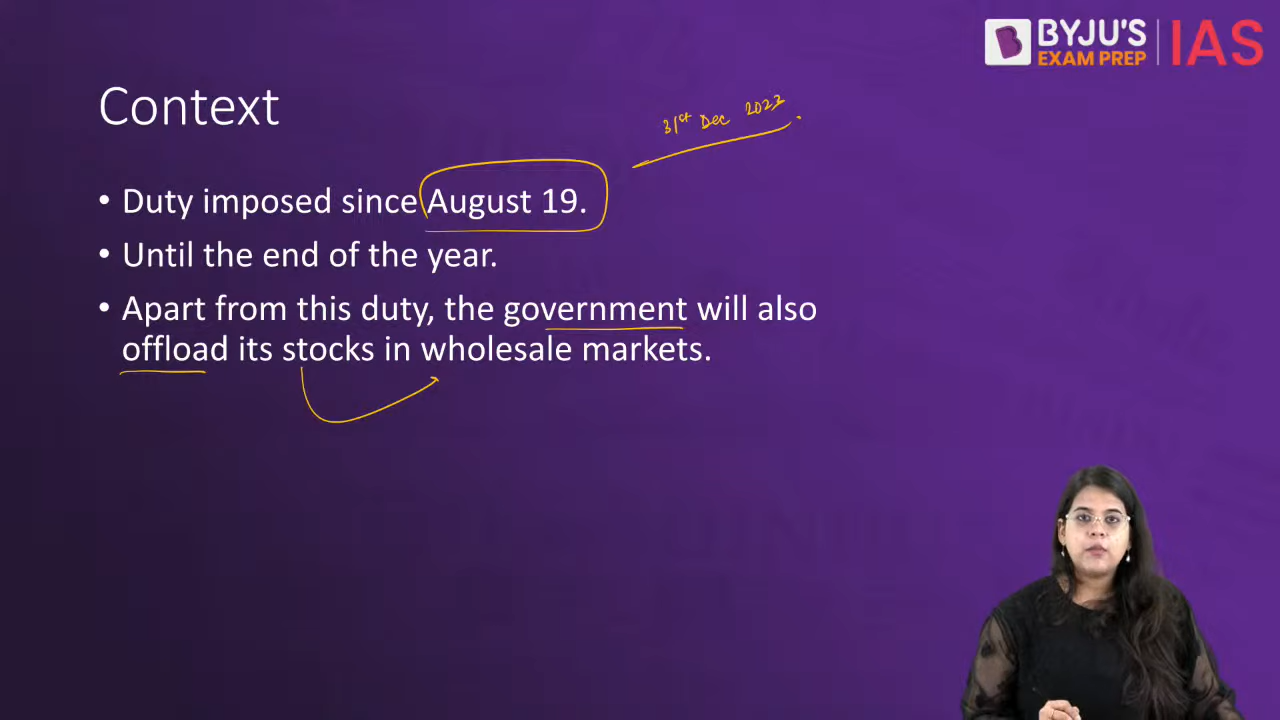 BYJU'S
EXAM PREP
IAS
Context
31st Dec 2023
• Duty imposed since August 19.
• Until the end of the year.
• Apart from this duty, the government will also
offload its stocks in wholesale markets.